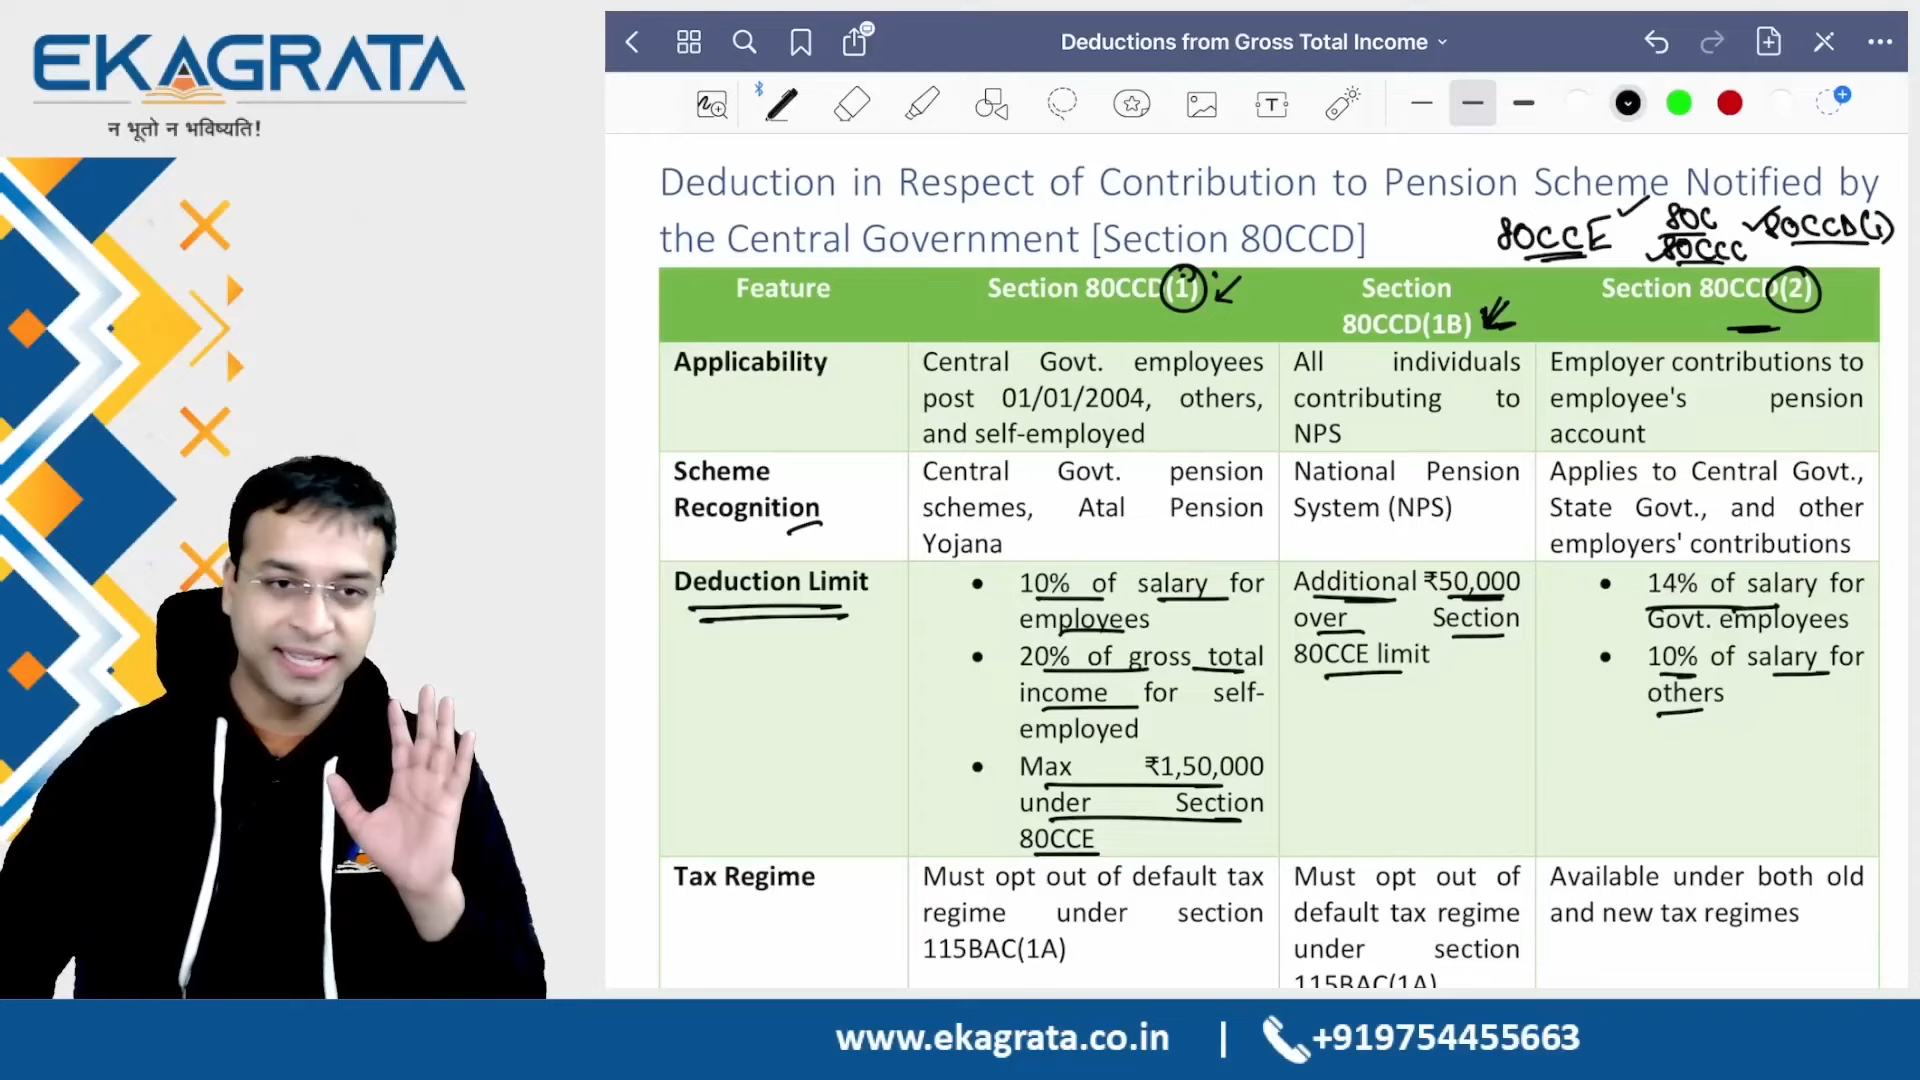 EKAGRATA
न भूतो न भविष्यति!
Deductions from Gross Total Income
Deduction in Respect of Contribution to Pension Scheme Notified by
the Central Government [Section 80CCD]
80CCE ✓ 80C 80CCD(1)
80CCC
Feature
Section 80CCD(1)
Section
80CCD(1B)
Section 80CCD(2)
Applicability
Central Govt. employees
post 01/01/2004, others,
and self-employed
All individuals
contributing to
NPS
Employer contributions to
employee's pension
account
Scheme
Recognition
Central Govt. pension
schemes, Atal Pension
Yojana
National Pension
System (NPS)
Applies to Central Govt.,
State Govt., and other
employers' contributions
Deduction Limit
• 10% of salary for
employees
• 20% of gross total
income for self-
employed
• Max ₹1,50,000
under Section
80CCE
Additional ₹50,000
over Section
80CCE limit
• 14% of salary for
Govt. employees
• 10% of salary for
others
Tax Regime
Must opt out of default tax
regime under section
115BAC(1A)
Must opt out of
default tax regime
under section
115BAC(1A)
Available under both old
and new tax regimes
www.ekagrata.co.in | +919754455663